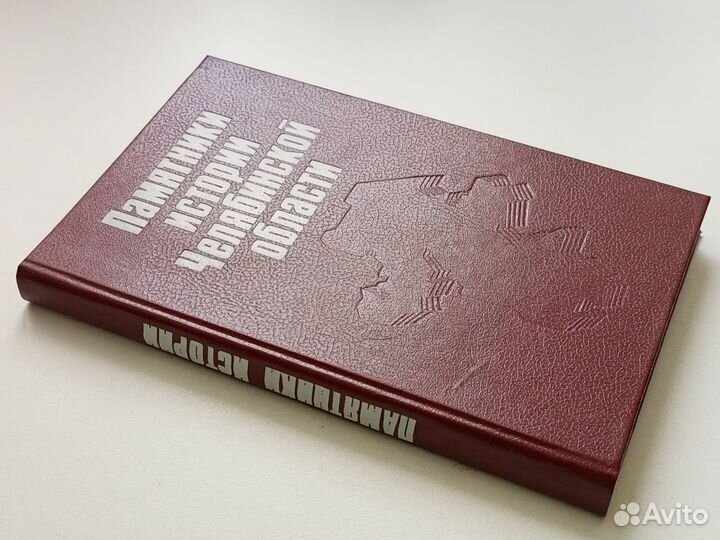 Памятники
истории
Челябинской
области
ПАМЯТНИКИ ИСТОРИИ
Avito